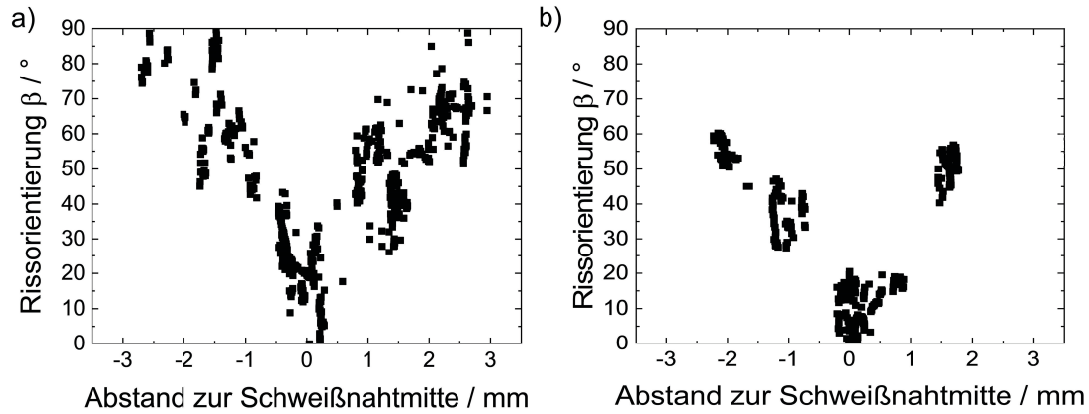 a)
Rissorientierung β / °
90
80
70
60
50
40
30
20
10
0
-3 -2 -1 0 1 2 3
Abstand zur Schweißnahtmitte / mm
b)
Rissorientierung β / °
90
80
70
60
50
40
30
20
10
0
-3 -2 -1 0 1 2 3
Abstand zur Schweißnahtmitte / mm